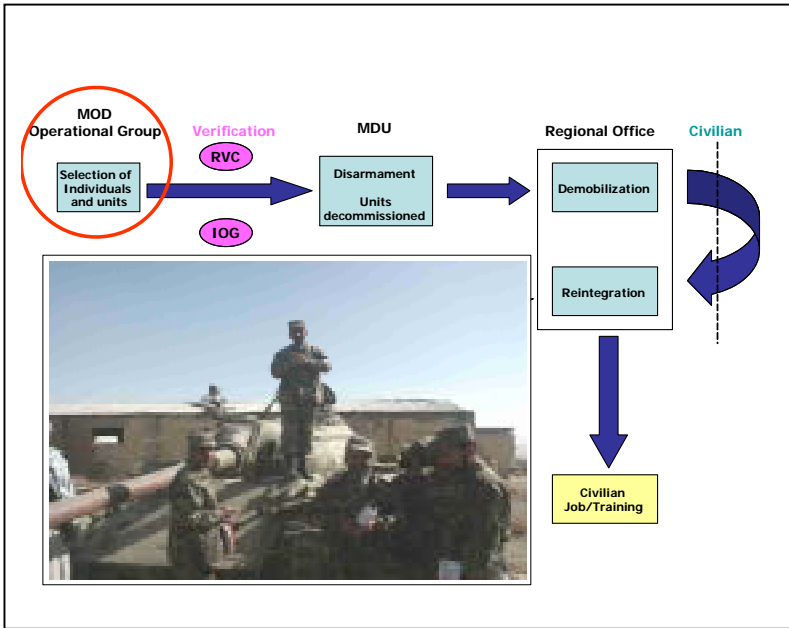 MOD
Operational Group
Verification
MDU
Regional Office
Civilian
RVC
Selection of
Individuals
and units
Disarmament
Units
decommissioned
Demobilization
IOG
Reintegration
Civilian
Job/Training